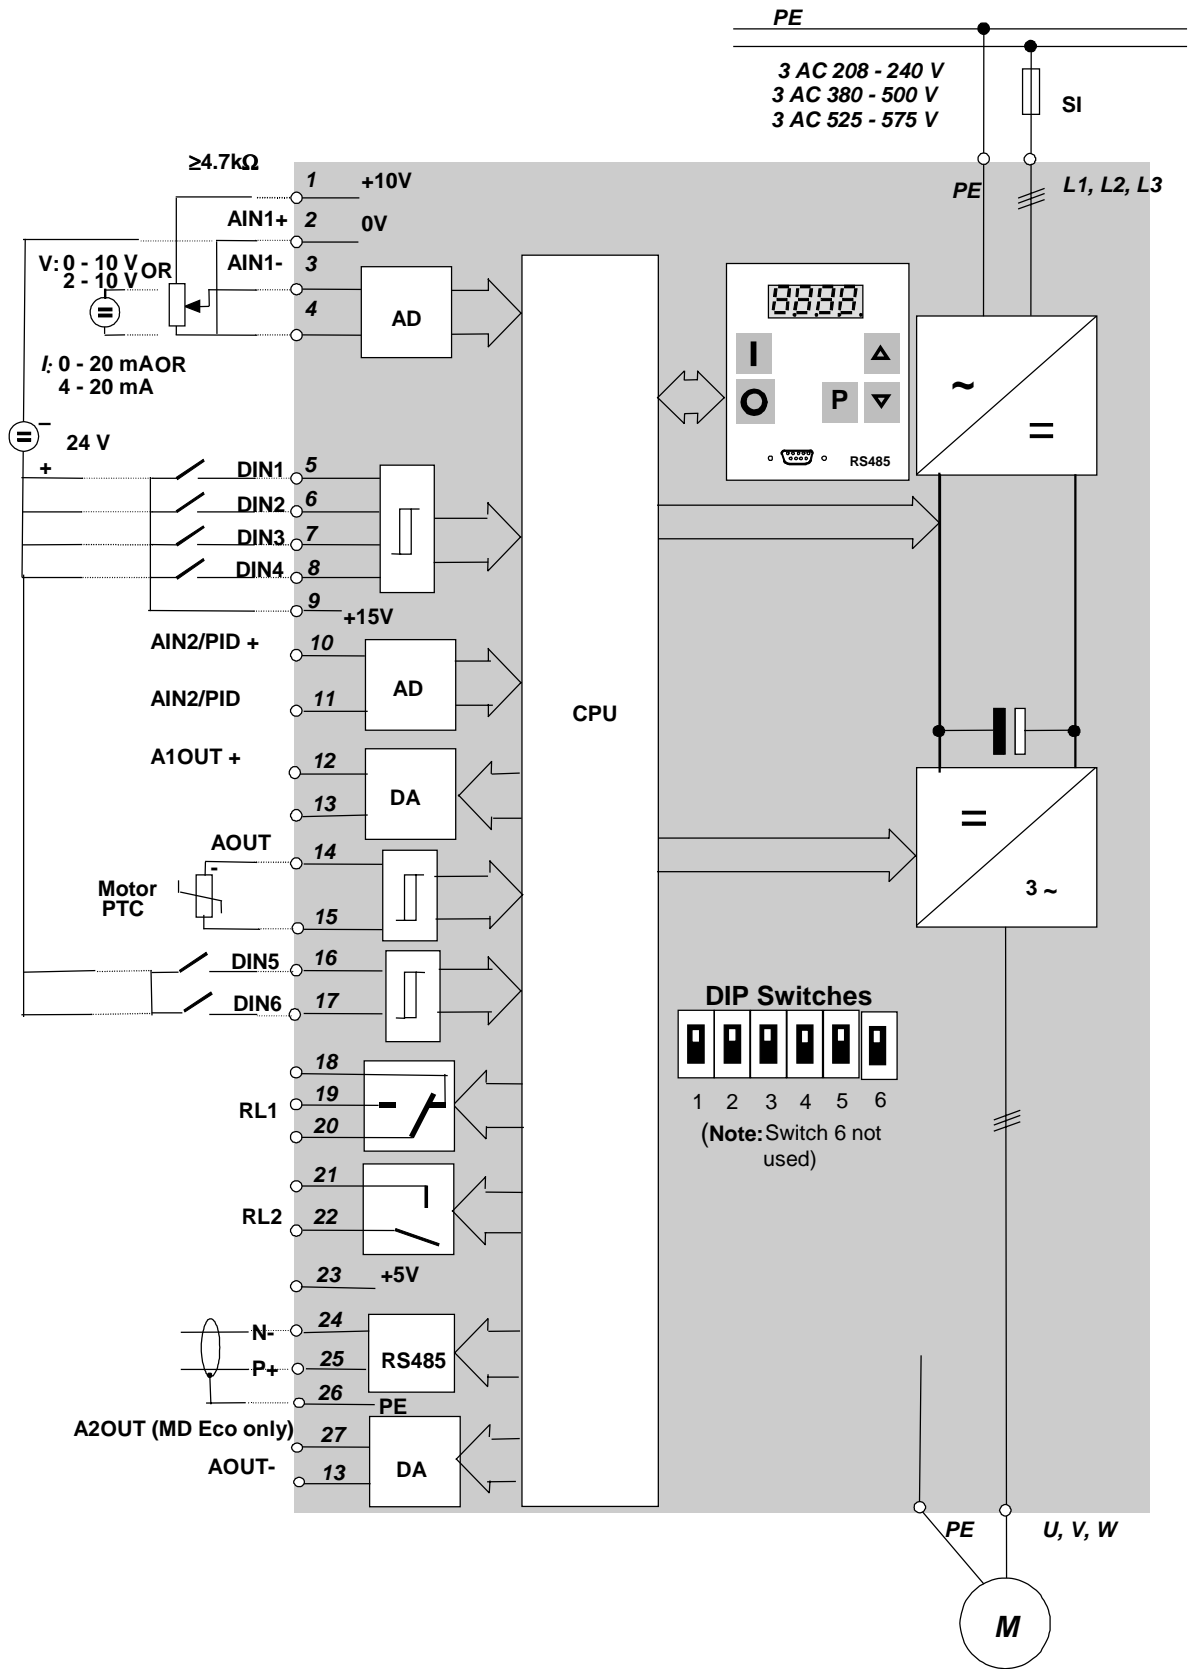 PE
3 AC 208 - 240 V
3 AC 380 - 500 V
3 AC 525 - 575 V
SI
PE
L1, L2, L3
≥4.7kΩ
1
+10V
AIN1+
2
0V
AIN1-
3
V: 0 - 10 V OR
2 - 10 V
4
AD
I: 0 - 20 mA OR
4 - 20 mA
8.8.8.8.
I
O
P
RS485
~
=
–
24 V
+
DIN1
5
DIN2
6
DIN3
7
DIN4
8
9
+15V
AIN2/PID +
10
AIN2/PID
11
AD
CPU
A1OUT +
12
13
DA
AOUT
-
14
Motor
PTC
15
=
3 ~
DIN5
16
DIN6
17
DIP Switches
1 2 3 4 5 6
(Note: Switch 6 not
used)
18
RL1
19
20
21
RL2
22
23
+5V
N-
24
P+
25
RS485
26
PE
A2OUT (MD Eco only)
27
AOUT-
13
DA
PE
U, V, W
M